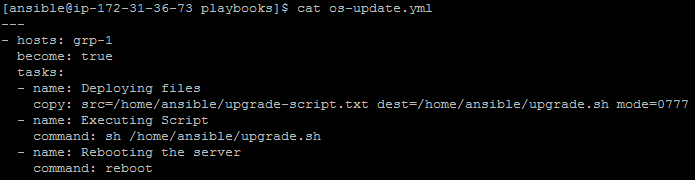 [ansible@ip-172-31-36-73 playbooks]$ cat os-update.yml
---
- hosts: grp-1
  become: true
  tasks:
  - name: Deploying files
    copy: src=/home/ansible/upgrade-script.txt dest=/home/ansible/upgrade.sh mode=0777
  - name: Executing Script
    command: sh /home/ansible/upgrade.sh
  - name: Rebooting the server
    command: reboot